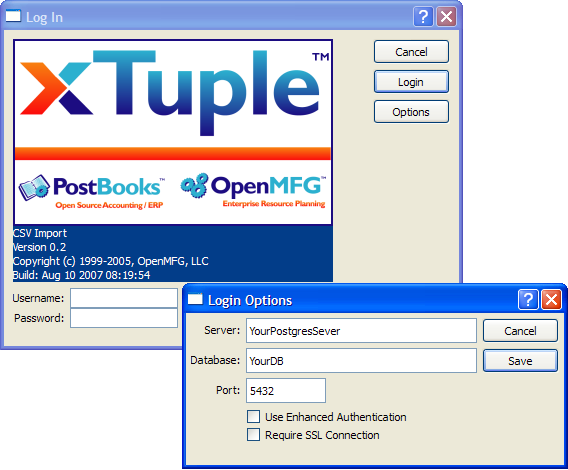 Log In
xTuple™
PostBooks™
Open Source Accounting / ERP
OpenMFG™
Enterprise Resource Planning
Cancel
Login
Options
CSV Import
Version 0.2
Copyright (c) 1999-2005, OpenMFG, LLC
Build: Aug 10 2007 08:19:54
Username:
Password:
Login Options
Server: YourPostgresSever
Cancel
Database: YourDB
Save
Port: 5432
Use Enhanced Authentication
Require SSL Connection